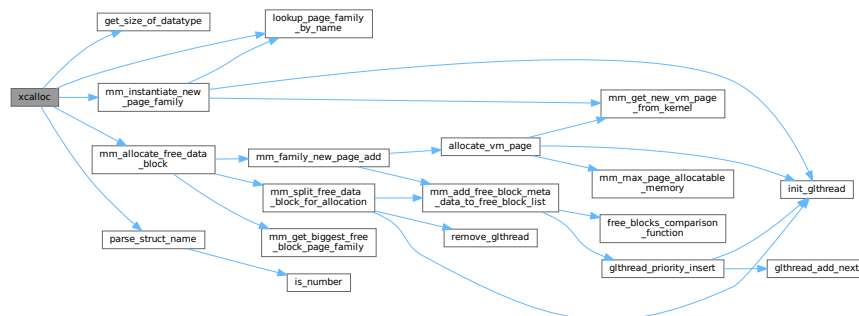 get_size_of_datatype
lookup_page_family
_by_name
xcalloc
mm_instantiate_new
_page_family
mm_get_new_vm_page
_from_kernel
mm_allocate_free_data
_block
mm_family_new_page_add
allocate_vm_page
mm_max_page_allocatable
_memory
init_glthread
mm_split_free_data
_block_for_allocation
mm_add_free_block_meta
_data_to_free_block_list
free_blocks_comparison
_function
parse_struct_name
mm_get_biggest_free
_block_page_family
remove_glthread
glthread_priority_insert
glthread_add_next
is_number